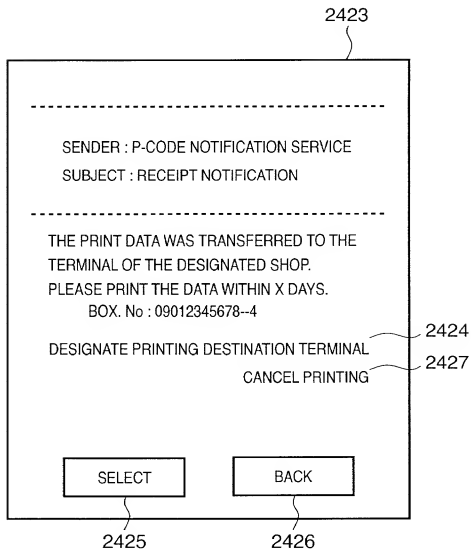 2423
SENDER : P-CODE NOTIFICATION SERVICE
SUBJECT : RECEIPT NOTIFICATION
THE PRINT DATA WAS TRANSFERRED TO THE
TERMINAL OF THE DESIGNATED SHOP.
PLEASE PRINT THE DATA WITHIN X DAYS.
BOX. No : 09012345678--4
2424
DESIGNATE PRINTING DESTINATION TERMINAL
2427
CANCEL PRINTING
SELECT BACK
2425 2426